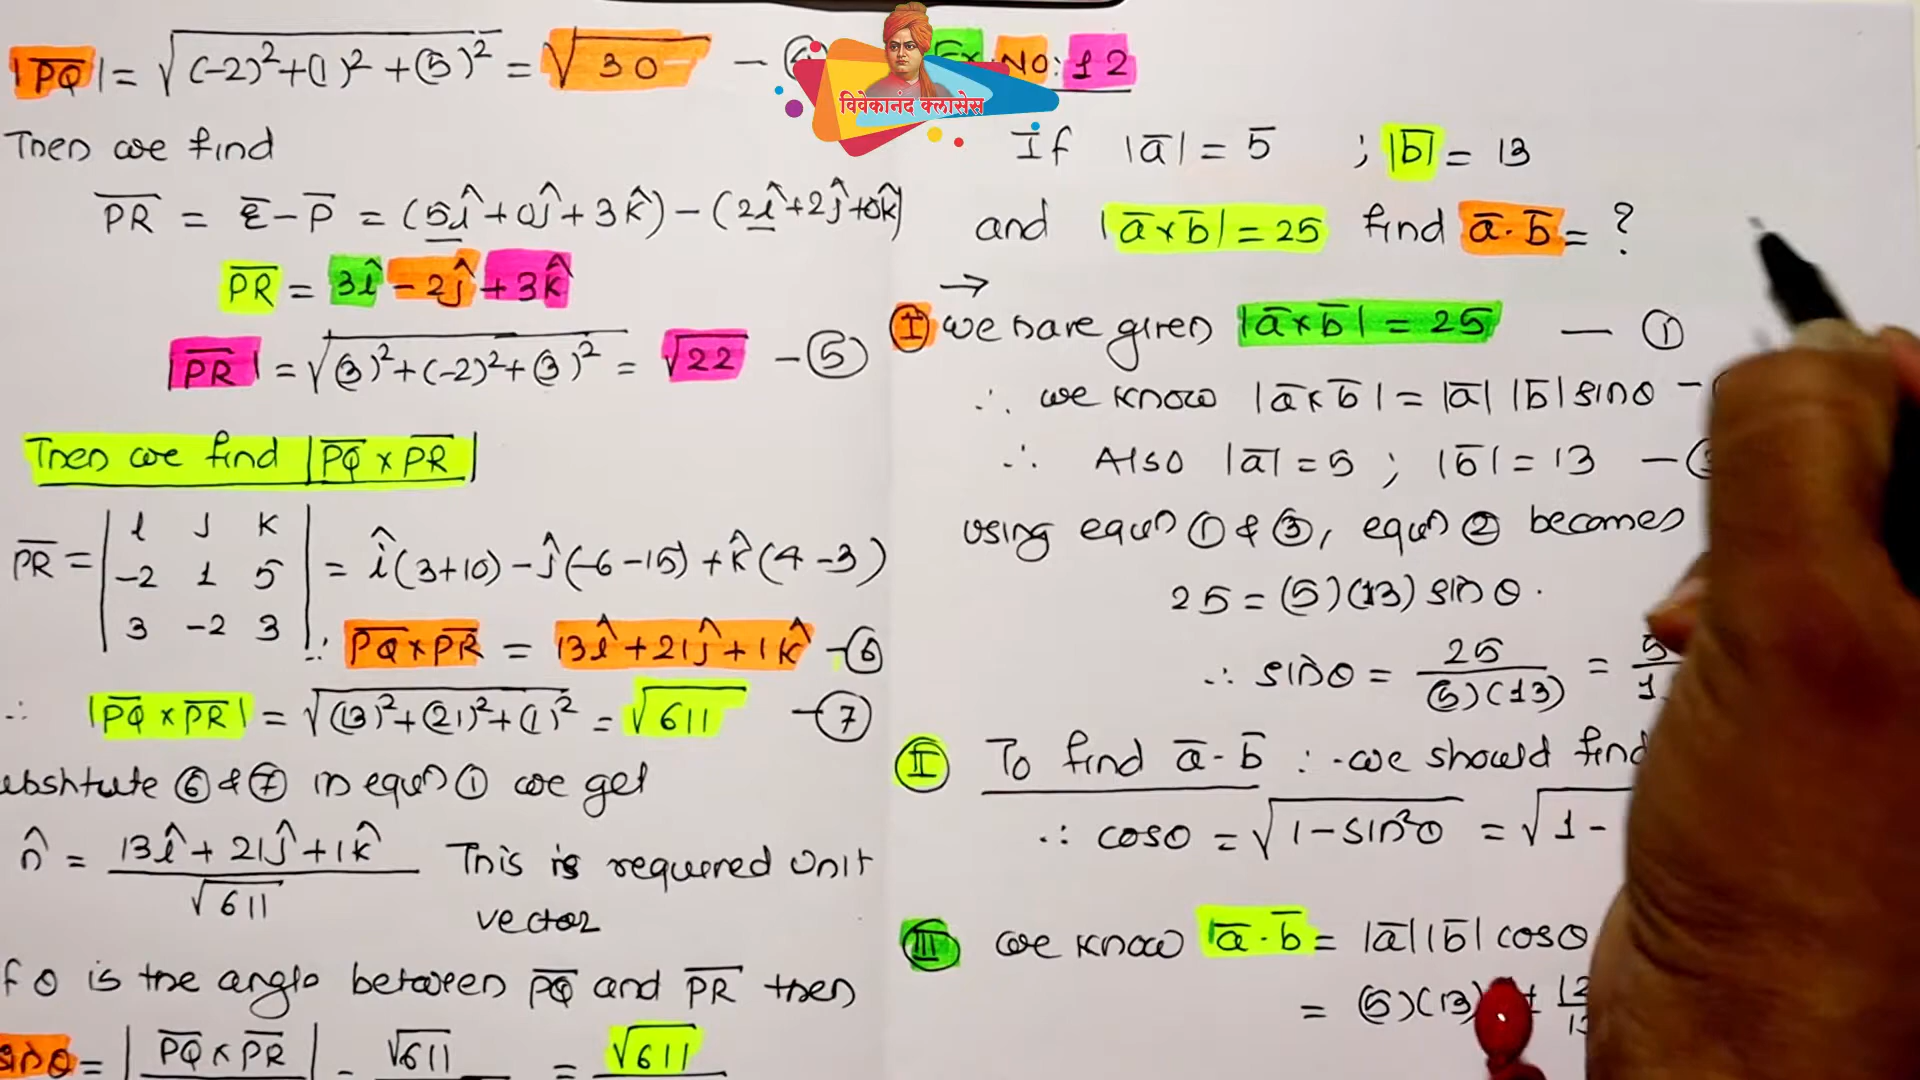 |PQ| = √(-2)²+(1)²+(5)² = √30 —
Then we find
PR = r̄ - p̄ = (5î+0ĵ+3k̂) - (2î+2ĵ+0k̂)
PR = 3î - 2ĵ + 3k̂
|PR| = √(3)²+(-2)²+(3)² = √22 — ⑤
Then we find |PQ × PR|
PR = | i j k |
| -2 1 5 | = î(3+10) - ĵ(-6-15) + k̂(4-3)
| 3 -2 3 |
∴ PQ×PR = 13î+21ĵ+1k̂ — ⑥
∴ |PQ × PR| = √(13)²+(21)²+(1)² = √611 — ⑦
ubstitute ⑥ & ⑦ in equn ① we get
n̂ = 13î + 21ĵ + 1k̂ / √611 This is required unit
vector
f θ is the angle between PQ and PR then
sinθ = | PQ × PR | √611 = √611
विवेकानंद क्लासेस
Ex NO: 12
If |ā| = 5 ; |b̄| = 13
and |ā×b̄| = 25 find ā·b̄ = ?
→
Ⓘ we have given |ā×b̄| = 25 — ①
∴ we know |ā×b̄| = |ā| |b̄| sinθ —
∴ Also |ā| = 5 ; |b̄| = 13 —
using equn ① & ③, equn ② becomes
25 = (5)(13) sinθ.
∴ sinθ = 25 / (5)(13) = 5
II To find ā·b̄ : - we should find
∴ cosθ = √1-sin²θ = √1-
III we know ā·b̄ = |ā| |b̄| cosθ
= (5)(13) 12